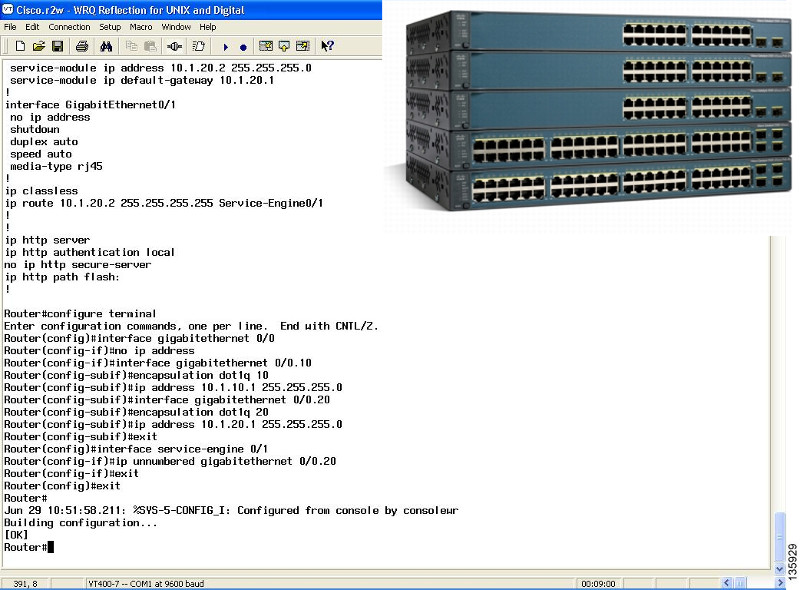 Cisco.r2w - WRQ Reflection for UNIX and Digital
File Edit Connection Setup Macro Window Help
service-module ip address 10.1.20.2 255.255.255.0
service-module ip default-gateway 10.1.20.1
!
interface GigabitEthernet0/1
no ip address
shutdown
duplex auto
speed auto
media-type rj45
!
ip classless
ip route 10.1.20.2 255.255.255.255 Service-Engine0/1
!
!
ip http server
ip http authentication local
no ip http secure-server
ip http path flash:
!
Router#configure terminal
Enter configuration commands, one per line. End with CNTL/Z.
Router(config)#interface gigabitethernet 0/0
Router(config-if)#no ip address
Router(config-if)#interface gigabitethernet 0/0.10
Router(config-subif)#encapsulation dot1q 10
Router(config-subif)#ip address 10.1.10.1 255.255.255.0
Router(config-subif)#interface gigabitethernet 0/0.20
Router(config-subif)#encapsulation dot1q 20
Router(config-subif)#ip address 10.1.20.1 255.255.255.0
Router(config-subif)#exit
Router(config)#interface service-engine 0/1
Router(config-if)#ip unnumbered gigabitethernet 0/0.20
Router(config-if)#exit
Router(config)#exit
Router#
Jun 29 10:51:58.211: %SYS-5-CONFIG_I: Configured from console by consolewr
Building configuration...
[OK]
Router#
391, 8 VT400-7 -- COM1 at 9600 baud 00:09:00
135929